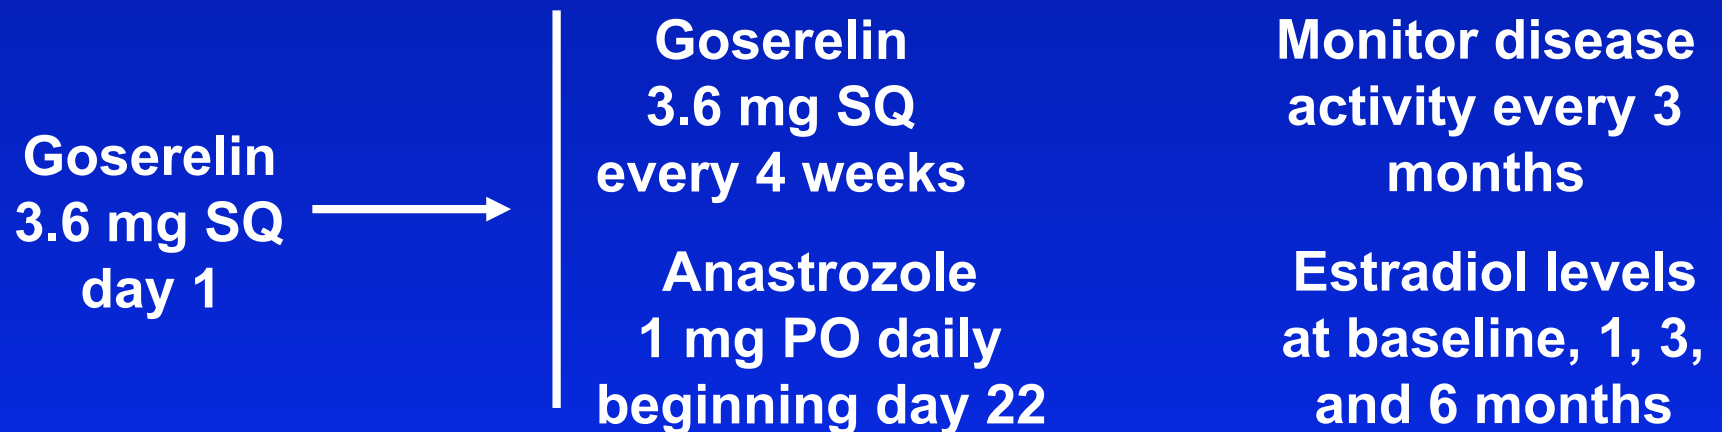 Goserelin
3.6 mg SQ
day 1
Goserelin
3.6 mg SQ
every 4 weeks
Anastrozole
1 mg PO daily
beginning day 22
Monitor disease
activity every 3
months
Estradiol levels
at baseline, 1, 3,
and 6 months